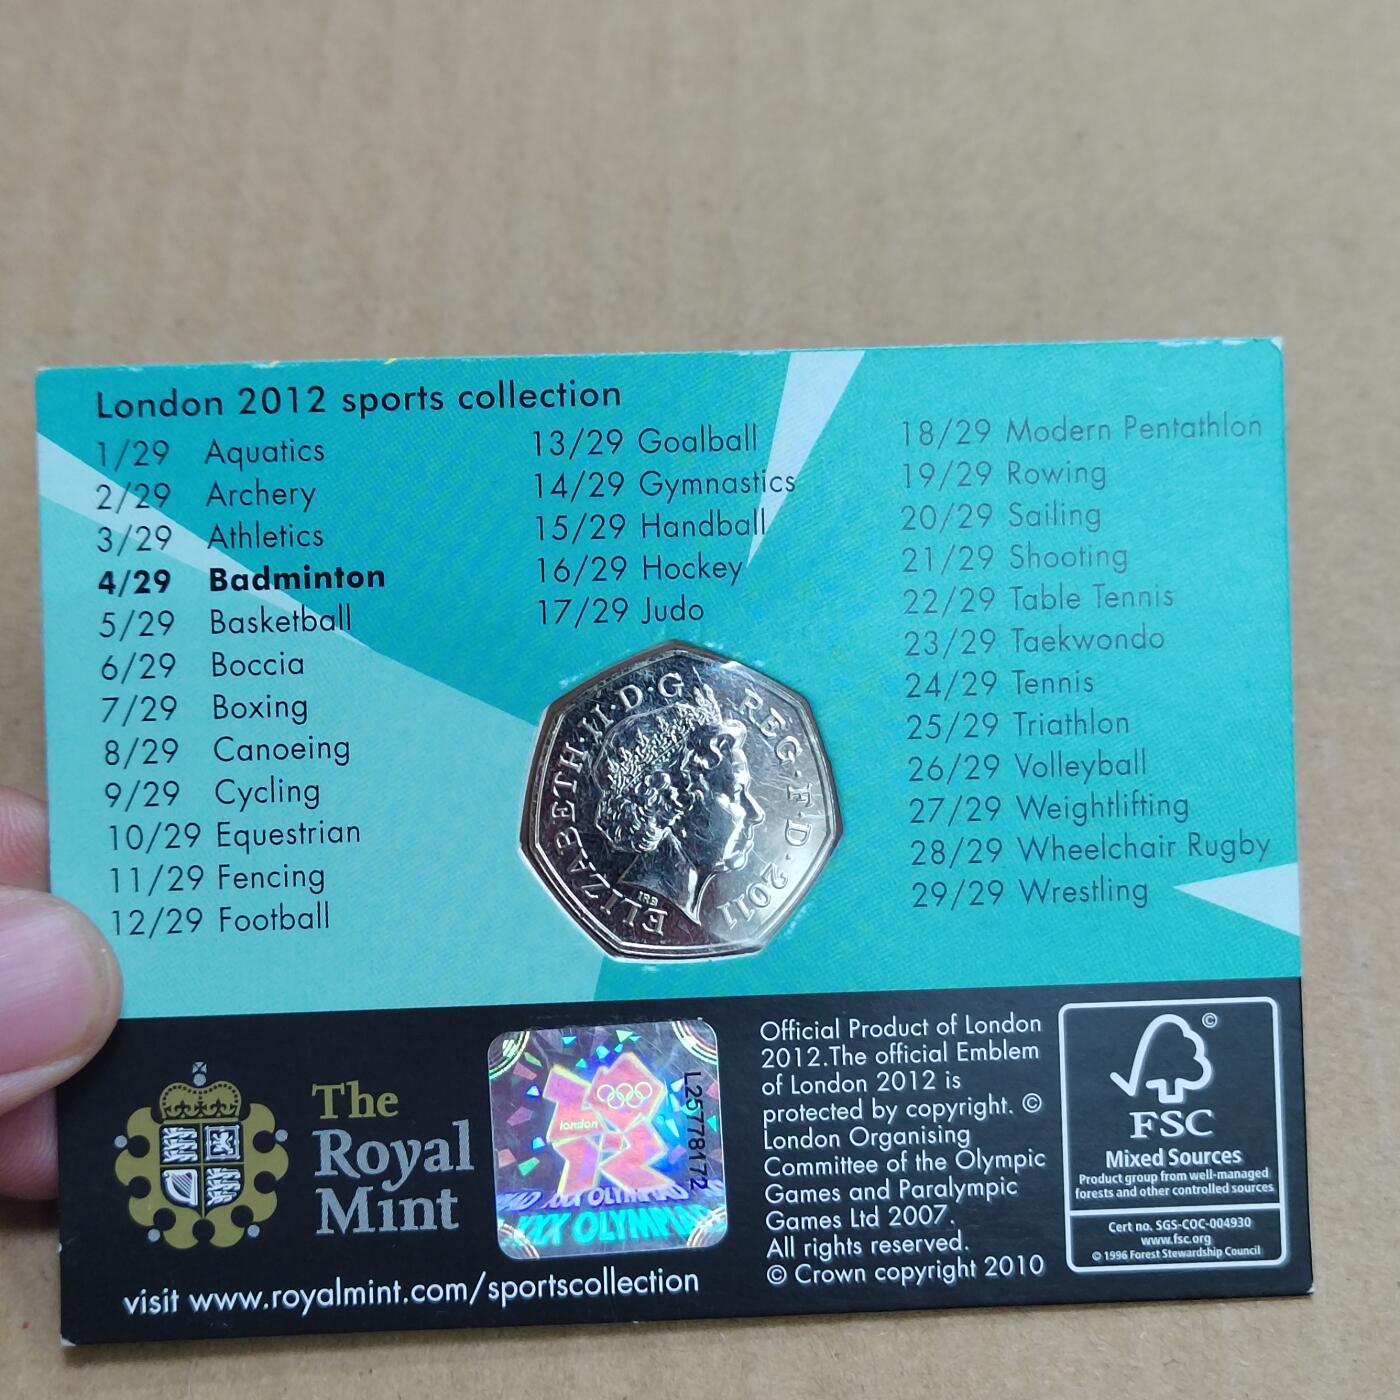 London 2012 sports collection
1/29 Aquatics
2/29 Archery
3/29 Athletics
4/29 Badminton
5/29 Basketball
6/29 Boccia
7/29 Boxing
8/29 Canoeing
9/29 Cycling
10/29 Equestrian
11/29 Fencing
12/29 Football
13/29 Goalball
14/29 Gymnastics
15/29 Handball
16/29 Hockey
17/29 Judo
18/29 Modern Pentathlon
19/29 Rowing
20/29 Sailing
21/29 Shooting
22/29 Table Tennis
23/29 Taekwondo
24/29 Tennis
25/29 Triathlon
26/29 Volleyball
27/29 Weightlifting
28/29 Wheelchair Rugby
29/29 Wrestling
ELIZABETH·II·D·G REG·F·D·2011
IRB
The
Royal
Mint
visit www.royalmint.com/sportscollection
london
L25778172
XXX OLYMPIAD
XXX OLYMPIAD
Official Product of London
2012.The official Emblem
of London 2012 is
protected by copyright. ©
London Organising
Committee of the Olympic
Games and Paralympic
Games Ltd 2007.
All rights reserved.
© Crown copyright 2010
©
FSC
Mixed Sources
Product group from well-managed
forests and other controlled sources
Cert no. SGS-COC-004930
www.fsc.org
© 1996 Forest Stewardship Council